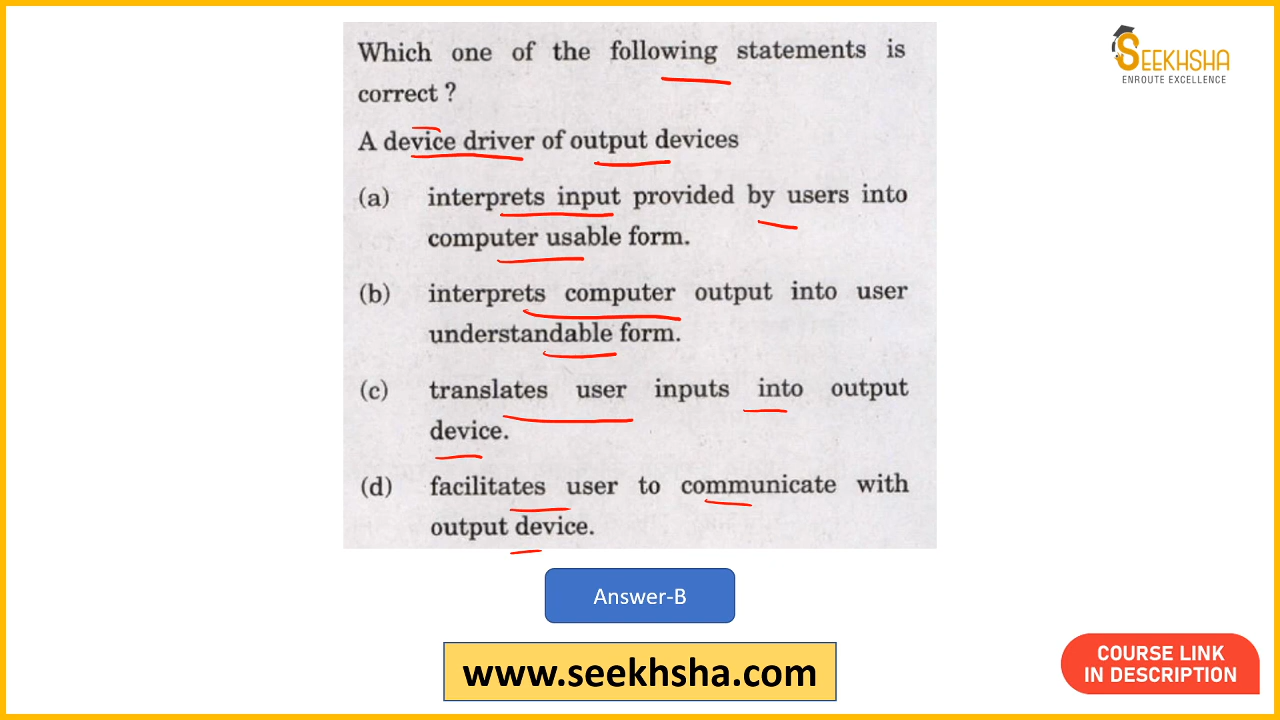 Which one of the following statements is
correct ?
A device driver of output devices
(a) interprets input provided by users into
computer usable form.
(b) interprets computer output into user
understandable form.
(c) translates user inputs into output
device.
(d) facilitates user to communicate with
output device.
Answer-B
www.seekhsha.com
SEEKHSHA
ENROUTE EXCELLENCE
COURSE LINK
IN DESCRIPTION